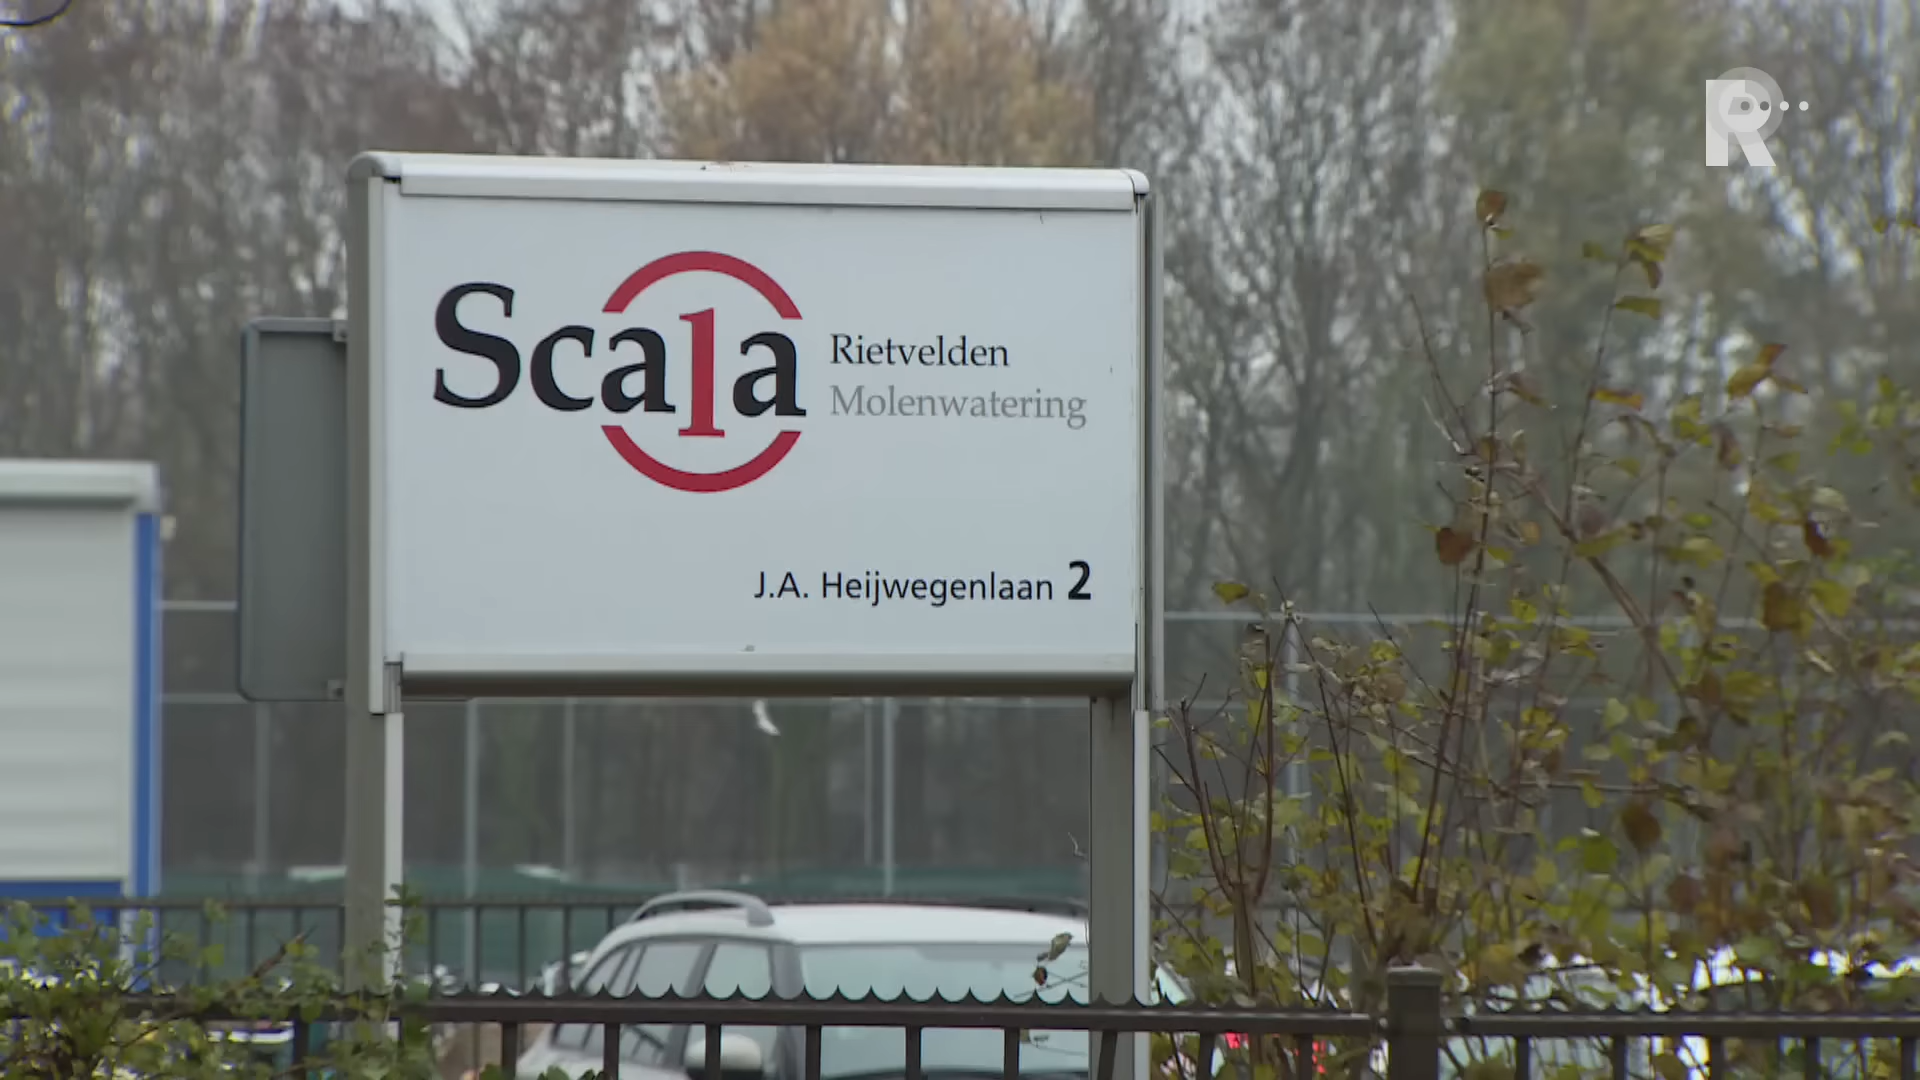 R
Scala
Rietvelden
Molenwatering
J.A. Heijwegenlaan 2